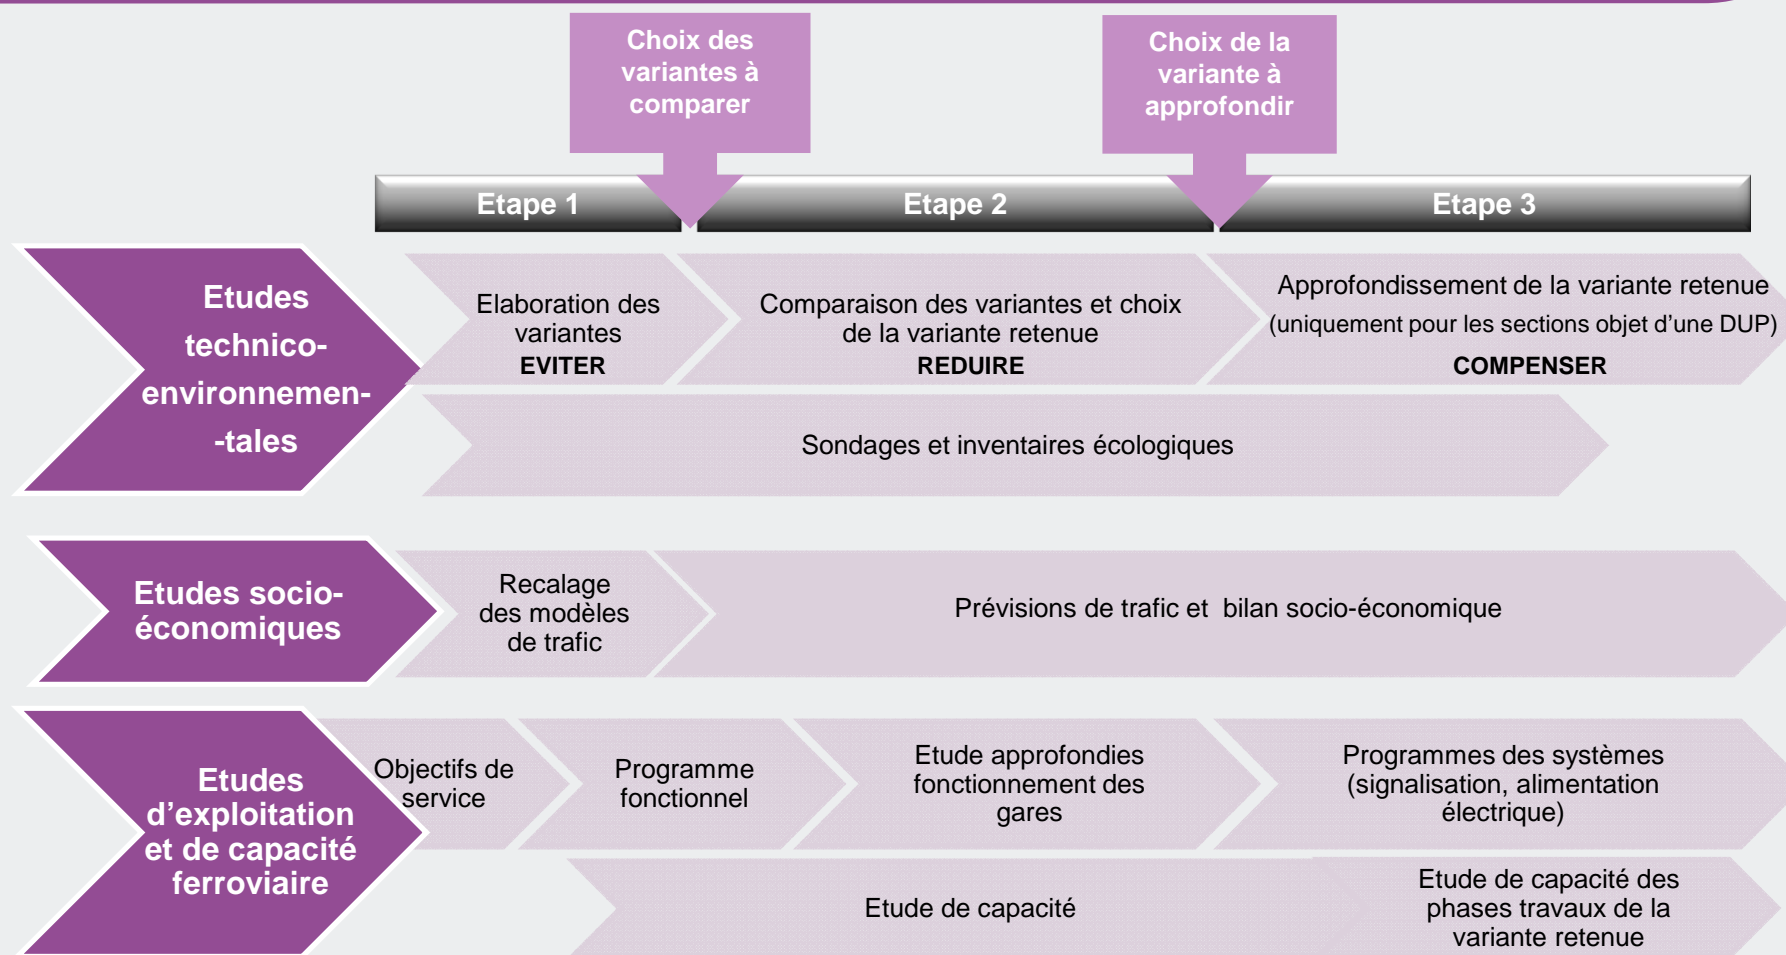 Choix des
variantes à
comparer
Choix de la
variante à
approfondir
Etape 1
Etape 2
Etape 3
Etudes
technico-
environnemen-
-tales
Elaboration des
variantes
EVITER
Comparaison des variantes et choix
de la variante retenue
REDUIRE
Approfondissement de la variante retenue
(uniquement pour les sections objet d’une DUP)
COMPENSER
Sondages et inventaires écologiques
Etudes socio-
économiques
Recalage
des modèles
de trafic
Prévisions de trafic et bilan socio-économique
Etudes
d’exploitation
et de capacité
ferroviaire
Objectifs de
service
Programme
fonctionnel
Etude approfondies
fonctionnement des
gares
Programmes des systèmes
(signalisation, alimentation
électrique)
Etude de capacité
Etude de capacité des
phases travaux de la
variante retenue